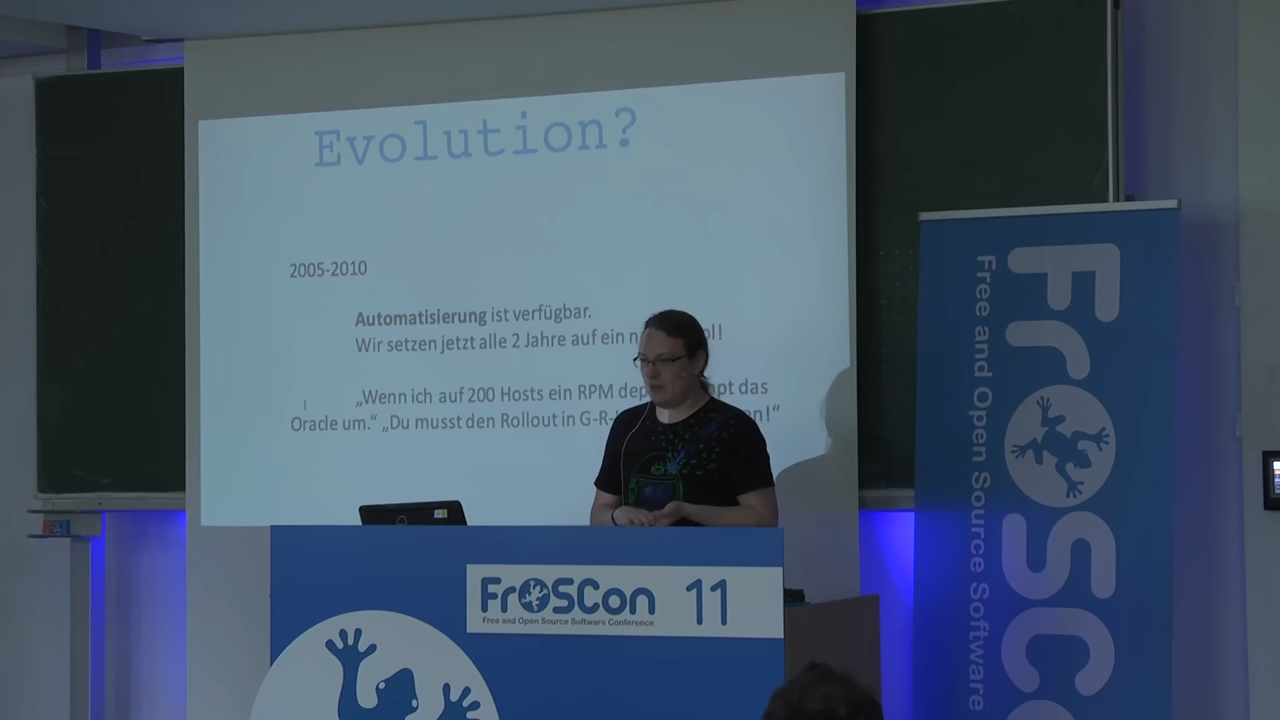 Evolution?
2005-2010
Automatisierung ist verfügbar.
Wir setzen jetzt alle 2 Jahre auf ein
„Wenn ich auf 200 Hosts ein RPM das
Oracle um.“ „Du musst den Rollout in
FrOSCon 11
Free and Open Source Software Conference
FrOSCo
Free and Open Source Software